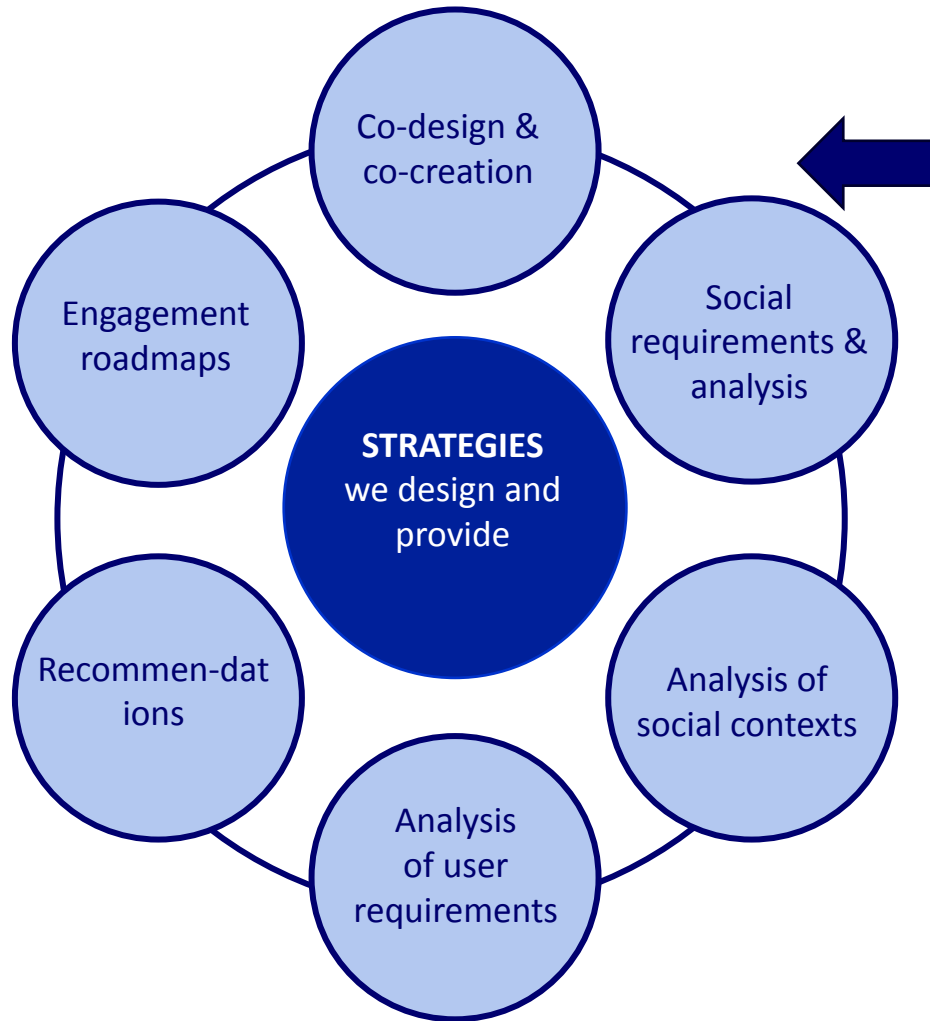 Co-design &
co-creation
Social
requirements &
analysis
Engagement
roadmaps
STRATEGIES
we design and
provide
Analysis of
social contexts
Recommen-dat
ions
Analysis
of user
requirements